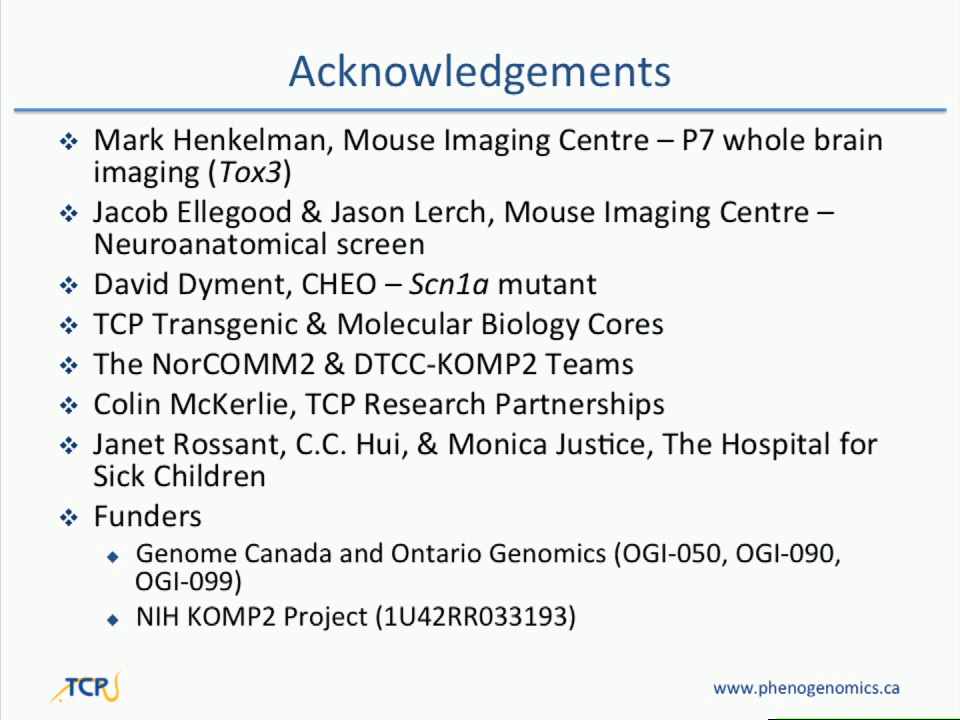 Acknowledgements
❖ Mark Henkelman, Mouse Imaging Centre – P7 whole brain
imaging (Tox3)
❖ Jacob Ellegood & Jason Lerch, Mouse Imaging Centre –
Neuroanatomical screen
❖ David Dyment, CHEO – Scn1a mutant
❖ TCP Transgenic & Molecular Biology Cores
❖ The NorCOMM2 & DTCC-KOMP2 Teams
❖ Colin McKerlie, TCP Research Partnerships
❖ Janet Rossant, C.C. Hui, & Monica Justice, The Hospital for
Sick Children
❖ Funders
◆ Genome Canada and Ontario Genomics (OGI-050, OGI-090,
OGI-099)
◆ NIH KOMP2 Project (1U42RR033193)
TCP
www.phenogenomics.ca